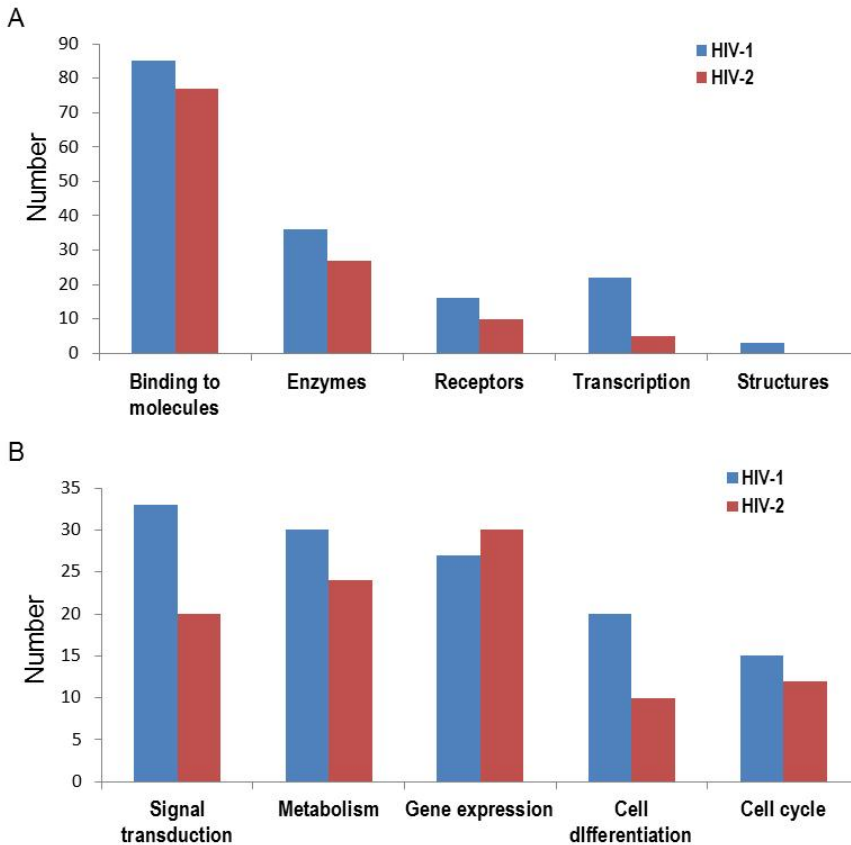 A
90
80
70
60
50
40
30
20
10
0
Number
HIV-1
HIV-2
Binding to
molecules
Enzymes
Receptors
Transcription
Structures
B
35
30
25
20
15
10
5
0
Number
HIV-1
HIV-2
Signal
transduction
Metabolism
Gene expression
Cell
dIfferentiation
Cell cycle